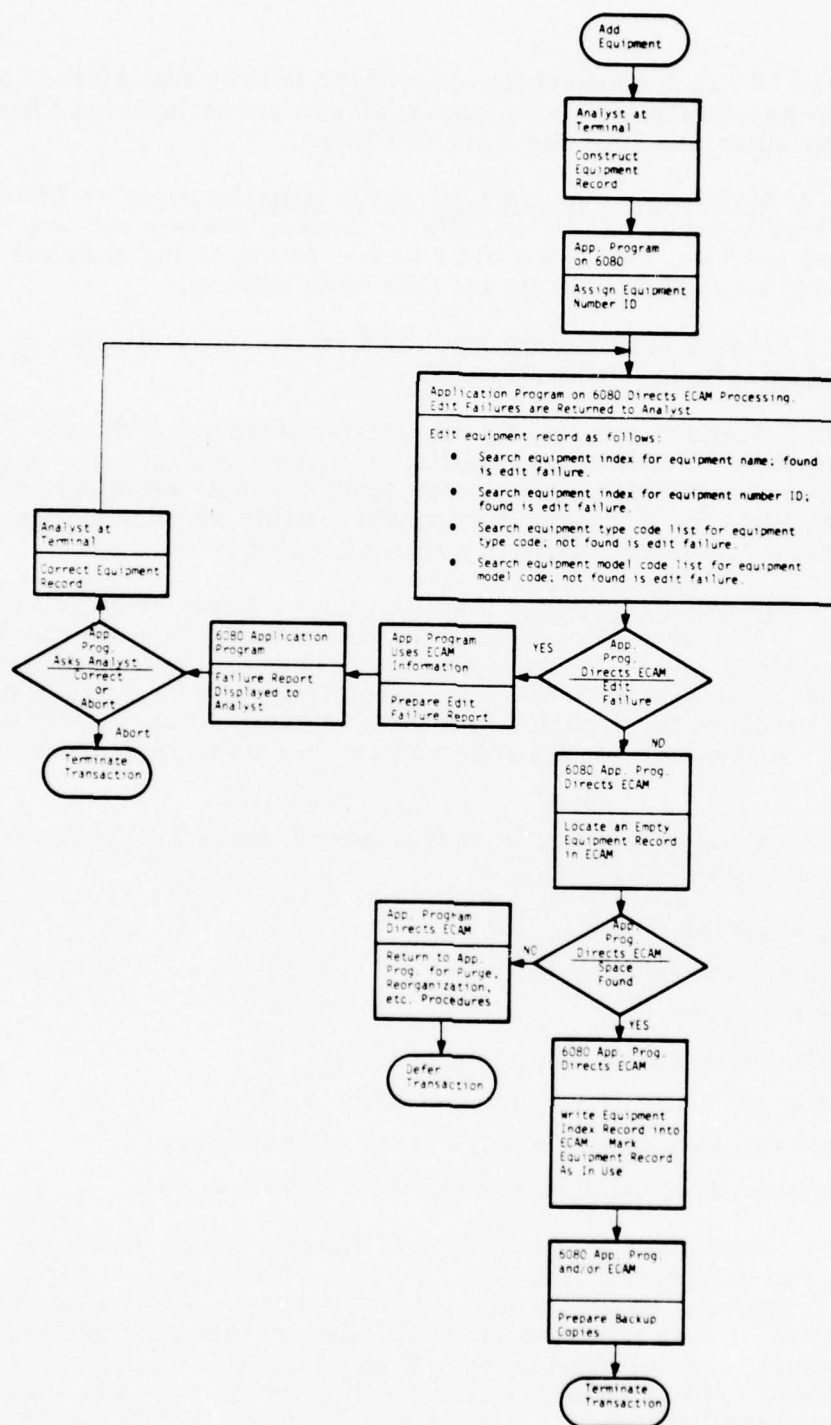 Add
Equipment
Analyst at
Terminal
Construct
Equipment
Record
App. Program
on 6080
Assign Equipment
Number ID
Application Program on 6080 Directs ECAM Processing.
Edit Failures are Returned to Analyst
Edit equipment record as follows:
● Search equipment index for equipment name; found
is edit failure.
● Search equipment index for equipment number ID;
found is edit failure.
● Search equipment type code list for equipment
type code; not found is edit failure.
● Search equipment model code list for equipment
model code; not found is edit failure.
Analyst at
Terminal
Correct Equipment
Record
App.
Prog.
Asks Analyst
Correct
or
Abort
Abort
Terminate
Transaction
6080 Application
Program
Failure Report
Displayed to
Analyst
App. Program
Uses ECAM
Information
Prepare Edit
Failure Report
YES
App.
Prog.
Directs ECAM
Edit
Failure
NO
6080 App. Prog.
Directs ECAM
Locate an Empty
Equipment Record
in ECAM
App. Program
Directs ECAM
Return to App.
Prog. for Purge,
Reorganization,
etc. Procedures
NO
App.
Prog.
Directs ECAM
Space
Found
YES
Defer
Transaction
6080 App. Prog.
Directs ECAM
Write Equipment
Index Record into
ECAM. Mark
Equipment Record
As In Use
6080 App. Prog.
and/or ECAM
Prepare Backup
Copies
Terminate
Transaction